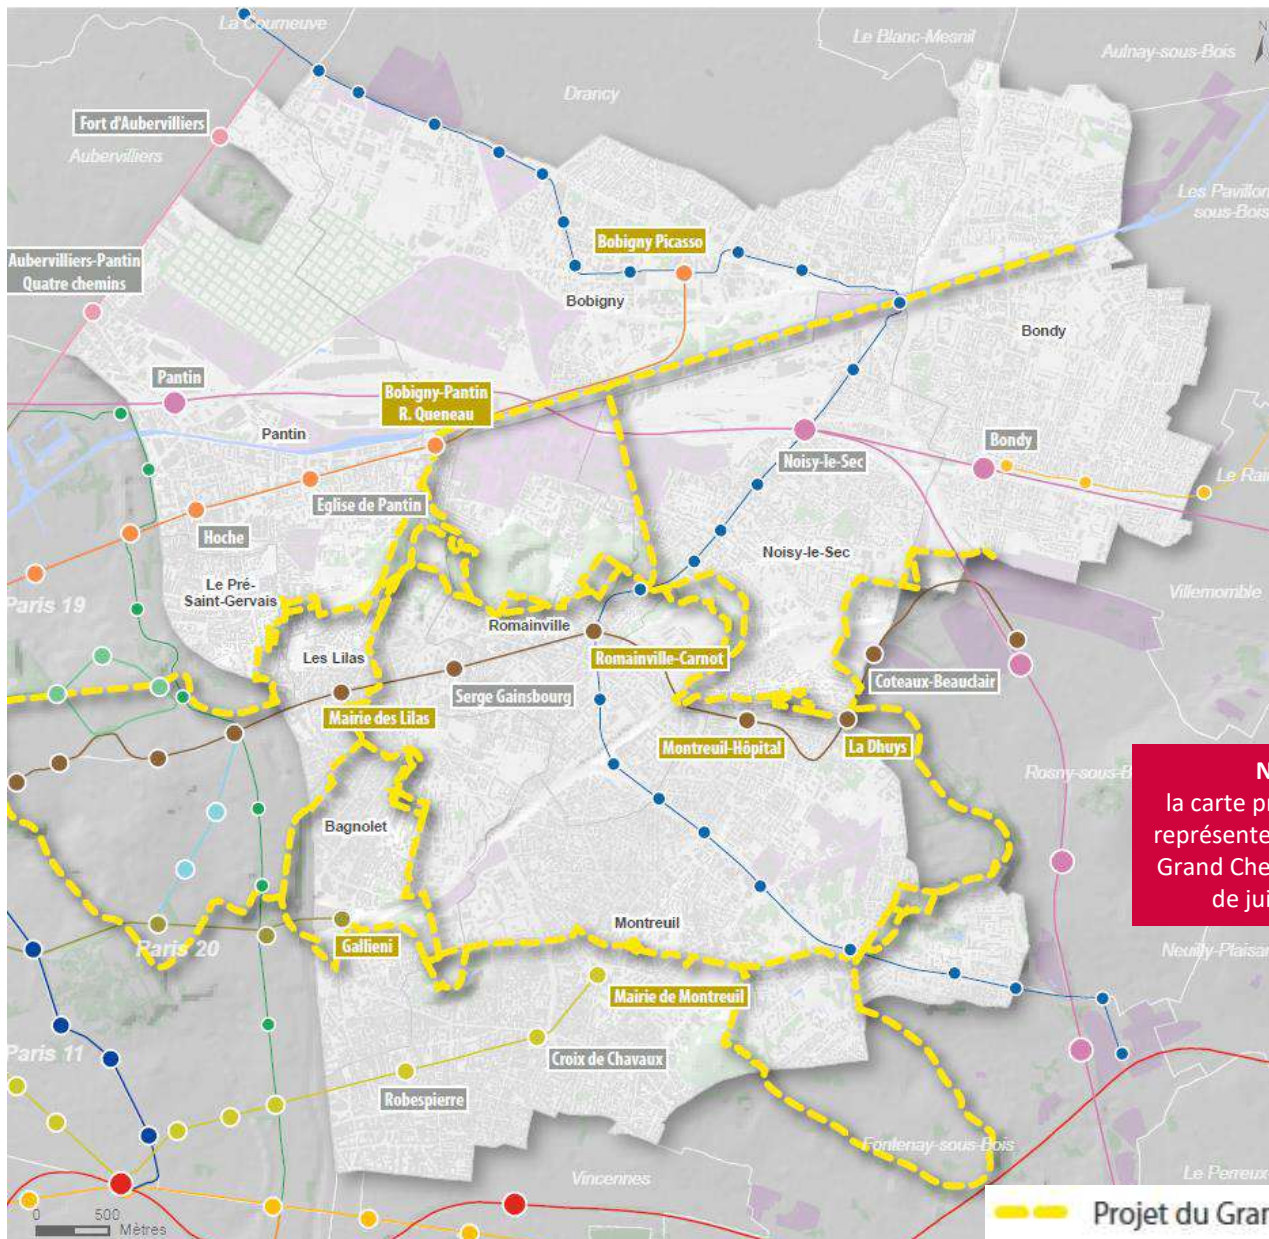 La Courneuve
Le Blanc-Mesnil
N
Aulnay-sous-Bois
Drancy
Fort d'Aubervilliers
Aubervilliers
Les Pavillon
sous-Bois
Bobigny Picasso
Aubervilliers-Pantin
Quatre chemins
Bobigny
Bondy
Pantin
Bobigny-Pantin
R. Queneau
Pantin
Bondy
Noisy-le-Sec
Le Rai
Eglise de Pantin
Hoche
Noisy-le-Sec
Le Pré-
Saint-Gervais
Villemomble
Paris 19
Romainville
Les Lilas
Romainville-Carnot
Serge Gainsbourg
Coteaux-Beauclair
Mairie des Lilas
Montreuil-Hôpital
La Dhuys
Rosny-sous-B
N
la carte pr
représente
Grand Che
de jui
Bagnolet
Montreuil
Gallieni
Paris 20
Neuilly-Plaisan
Mairie de Montreuil
Paris 11
Croix de Chavaux
Robespierre
Fontenay-sous-Bois
Vincennes
Le Perreux
0 500
Mètres
Projet du Gran